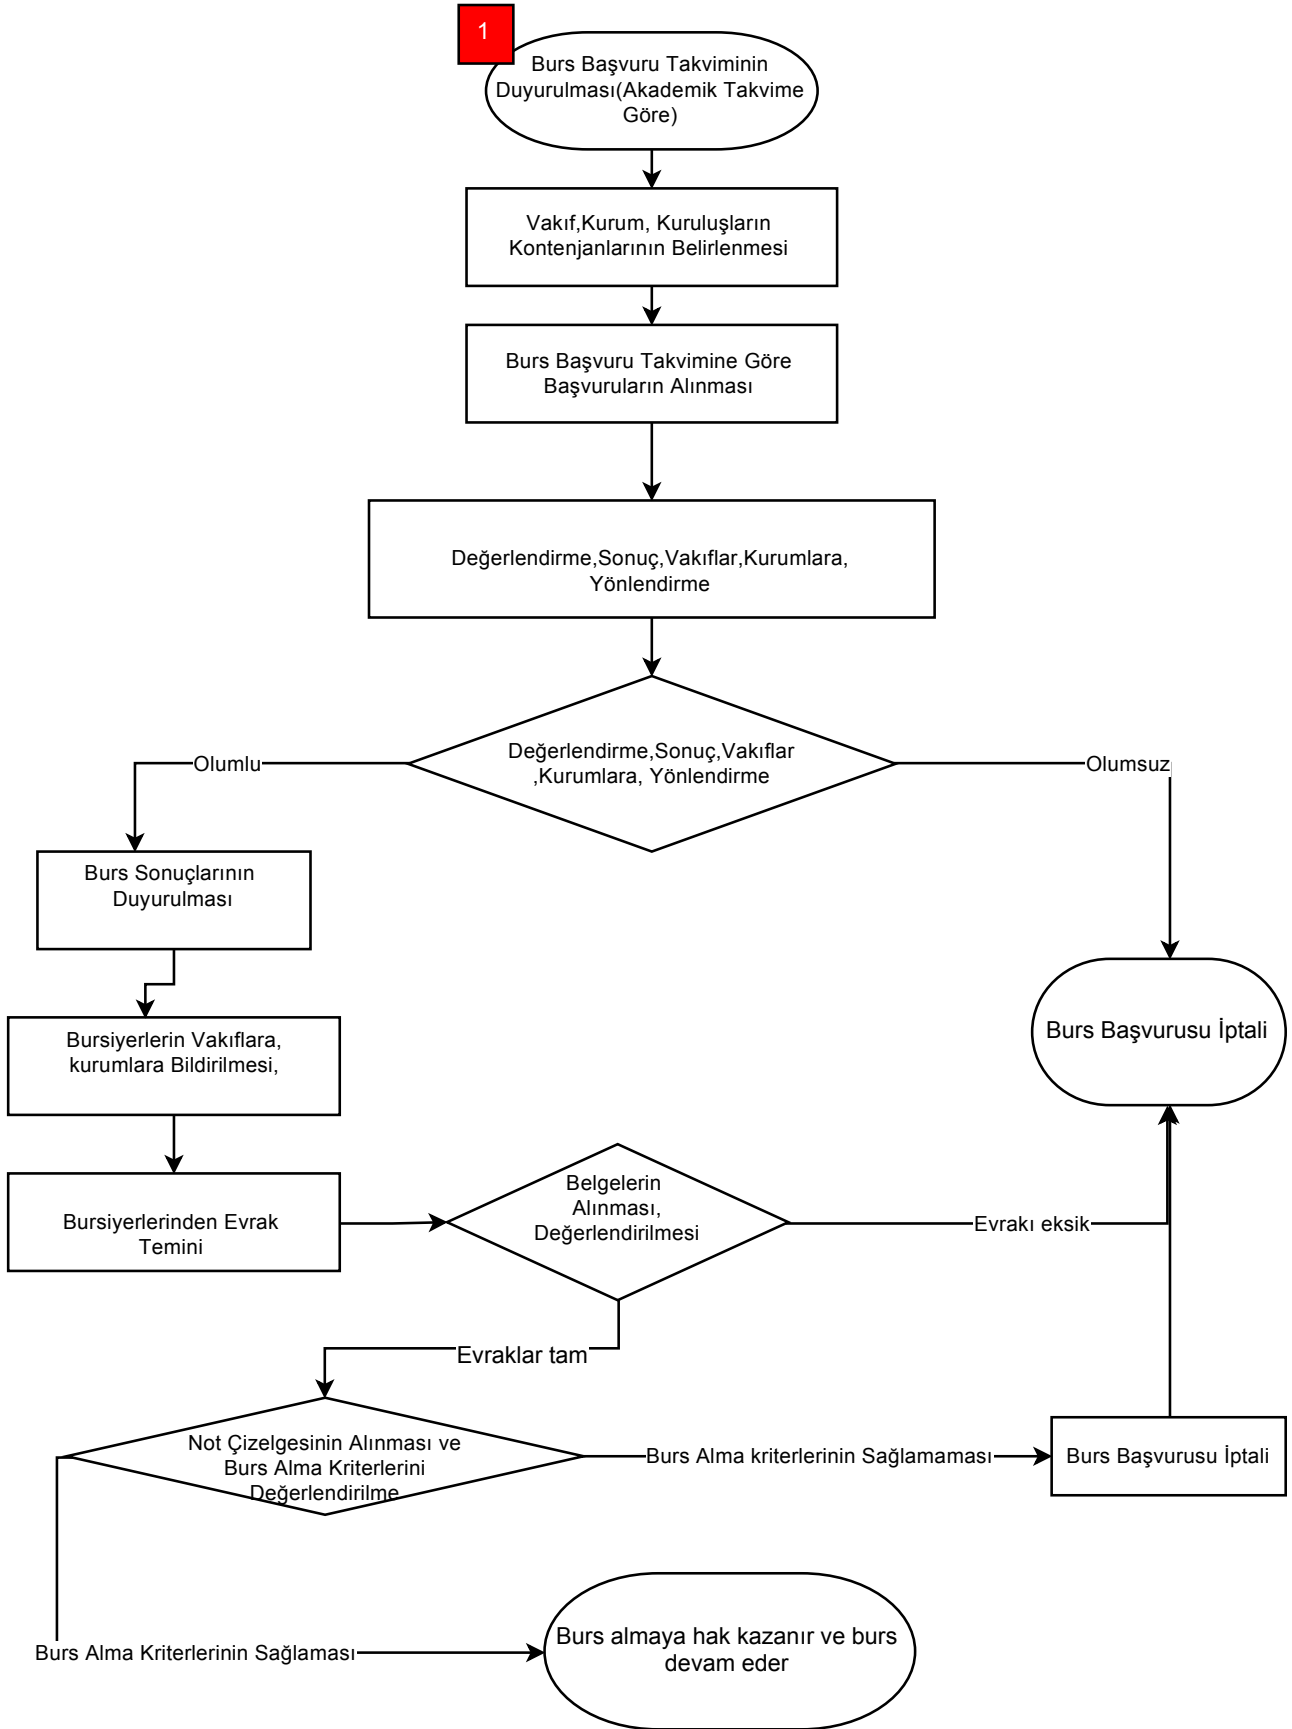 1
Burs Başvuru Takviminin
Duyurulması(Akademik Takvime
Göre)
Vakıf,Kurum, Kuruluşların
Kontenjanlarının Belirlenmesi
Burs Başvuru Takvimine Göre
Başvuruların Alınması
Değerlendirme,Sonuç,Vakıflar,Kurumlara,
Yönlendirme
Değerlendirme,Sonuç,Vakıflar
,Kurumlara, Yönlendirme
Olumlu
Olumsuz
Burs Sonuçlarının
Duyurulması
Burs Başvurusu İptali
Bursiyerlerin Vakıflara,
kurumlara Bildirilmesi,
Bursiyerlerinden Evrak
Temini
Belgelerin
Alınması,
Değerlendirilmesi
Evrakı eksik
Evraklar tam
Not Çizelgesinin Alınması ve
Burs Alma Kriterlerini
Değerlendirilme
Burs Alma kriterlerinin Sağlamaması
Burs Başvurusu İptali
Burs Alma Kriterlerinin Sağlaması
Burs almaya hak kazanır ve burs
devam eder